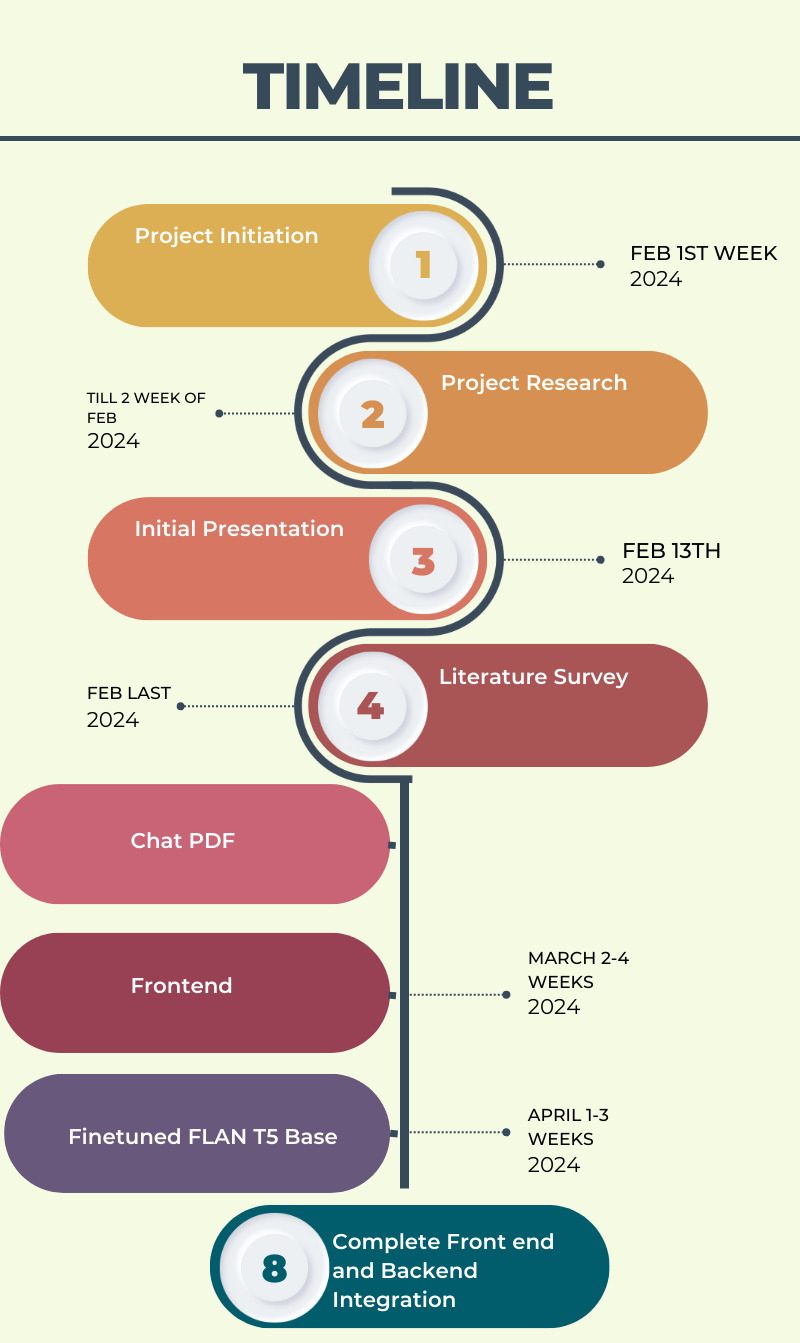 TIMELINE
Project Initiation
1
FEB 1ST WEEK
2024
TILL 2 WEEK OF
FEB
2024
2
Project Research
Initial Presentation
3
FEB 13TH
2024
FEB LAST
2024
4
Literature Survey
Chat PDF
Frontend
MARCH 2-4
WEEKS
2024
Finetuned FLAN T5 Base
APRIL 1-3
WEEKS
2024
8
Complete Front end
and Backend
Integration